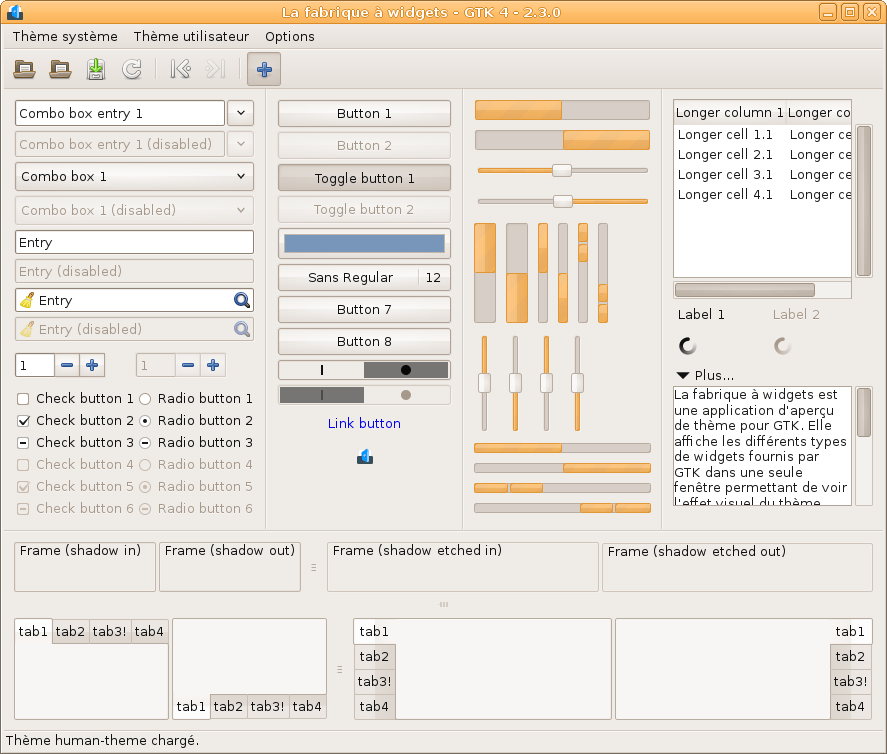 La fabrique à widgets - GTK 4 - 2.3.0
Thème système Thème utilisateur Options
Combo box entry 1
Combo box entry 1 (disabled)
Combo box 1
Combo box 1 (disabled)
Entry
Entry (disabled)
Entry
Entry (disabled)
1 1
Check button 1 Radio button 1
Check button 2 Radio button 2
Check button 3 Radio button 3
Check button 4 Radio button 4
Check button 5 Radio button 5
Check button 6 Radio button 6
Button 1
Button 2
Toggle button 1
Toggle button 2
Sans Regular 12
Button 7
Button 8
Link button
Longer column 1 Longer co
Longer cell 1.1 Longer ce
Longer cell 2.1 Longer ce
Longer cell 3.1 Longer ce
Longer cell 4.1 Longer ce
Label 1 Label 2
Plus...
La fabrique à widgets est
une application d'aperçu
de thème pour GTK. Elle
affiche les différents types
de widgets fournis par
GTK dans une seule
fenêtre permettant de voir
l'effet visuel du thème
Frame (shadow in) Frame (shadow out) Frame (shadow etched in) Frame (shadow etched out)
tab1 tab2 tab3! tab4
tab1 tab2 tab3! tab4
tab1
tab2
tab3!
tab4
tab1
tab2
tab3!
tab4
Thème human-theme chargé.